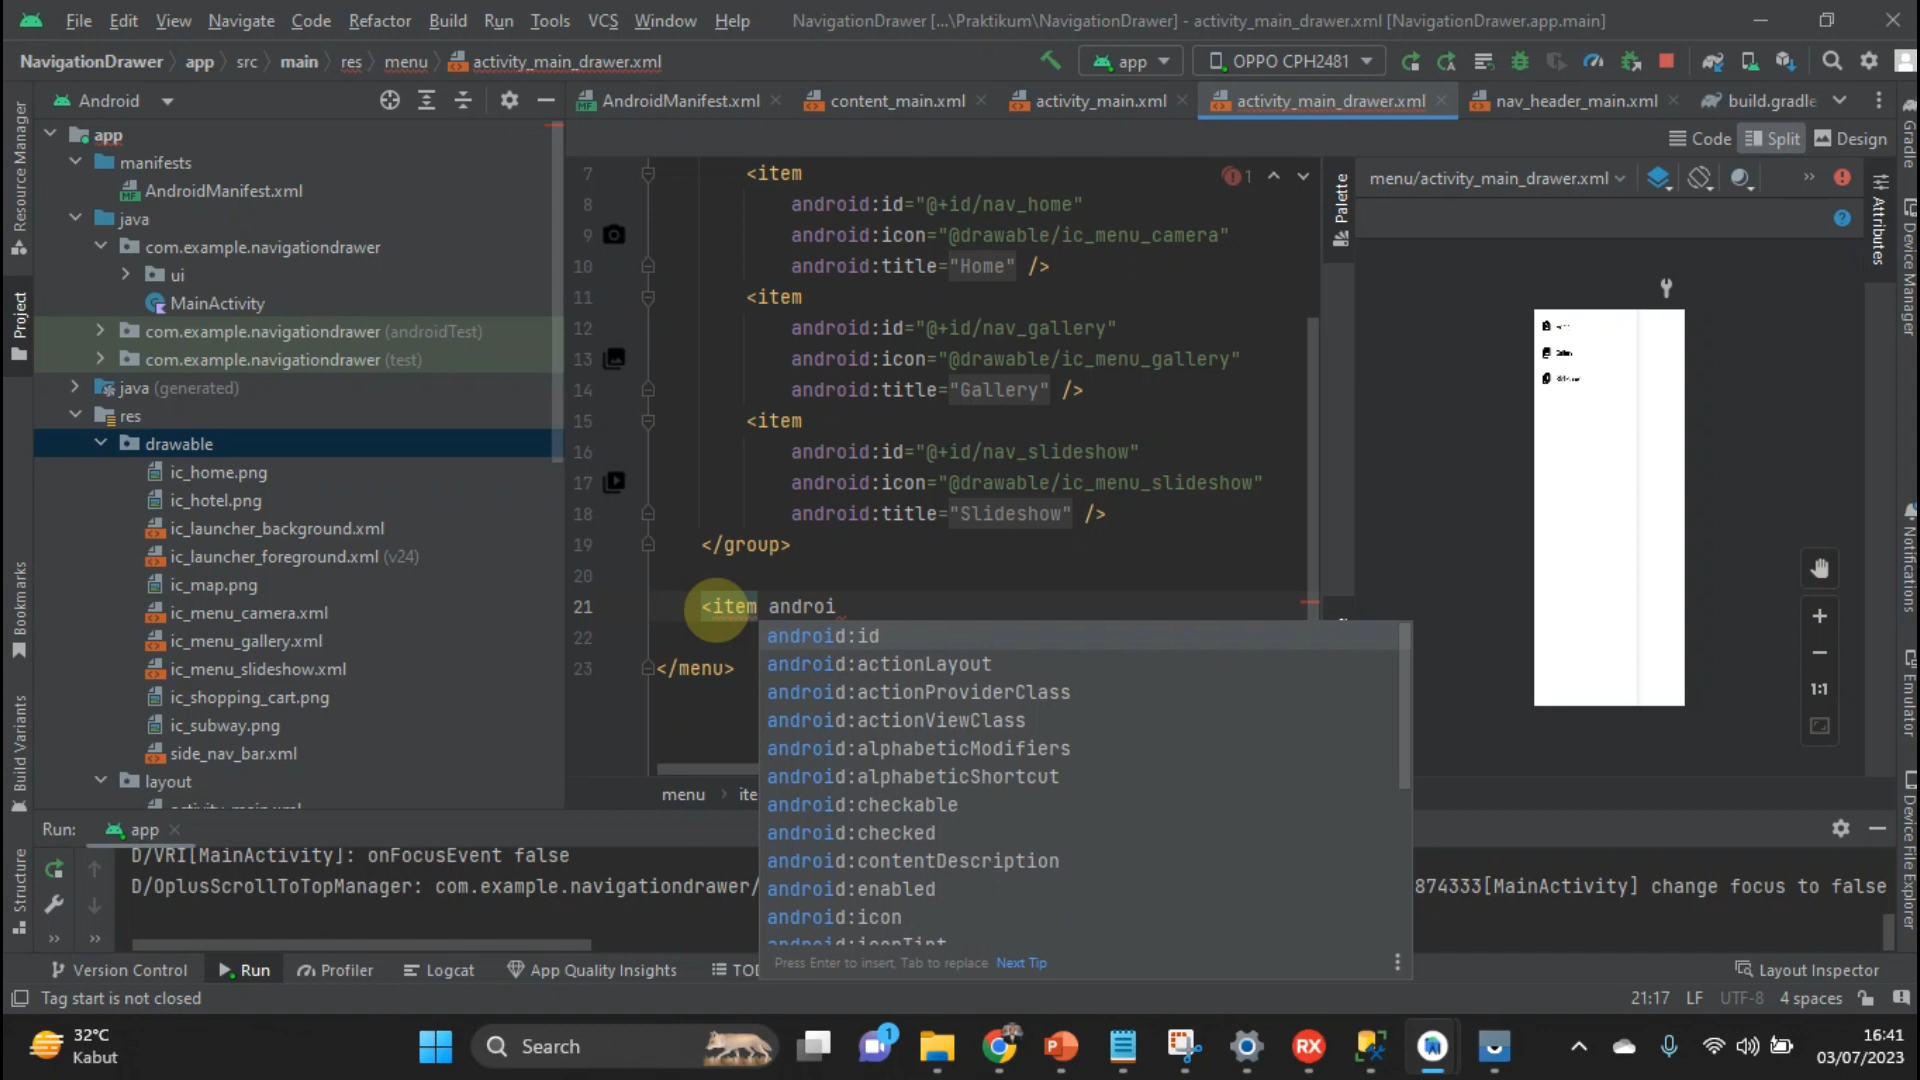 File Edit View Navigate Code Refactor Build Run Tools VCS Window Help NavigationDrawer [...\Praktikum\NavigationDrawer] - activity_main_drawer.xml [NavigationDrawer.app.main]
NavigationDrawer app src main res menu activity_main_drawer.xml app OPPO CPH2481
Android
AndroidManifest.xml content_main.xml activity_main.xml activity_main_drawer.xml nav_header_main.xml build.gradle
Code Split Design
Resource Manager
Project
Bookmarks
Build Variants
Structure
app
manifests
AndroidManifest.xml
java
com.example.navigationdrawer
ui
MainActivity
com.example.navigationdrawer (androidTest)
com.example.navigationdrawer (test)
java (generated)
res
drawable
ic_home.png
ic_hotel.png
ic_launcher_background.xml
ic_launcher_foreground.xml (v24)
ic_map.png
ic_menu_camera.xml
ic_menu_gallery.xml
ic_menu_slideshow.xml
ic_shopping_cart.png
ic_subway.png
side_nav_bar.xml
layout
activity_main.xml
7 <item
8 android:id="@+id/nav_home"
9 android:icon="@drawable/ic_menu_camera"
10 android:title="Home" />
11 <item
12 android:id="@+id/nav_gallery"
13 android:icon="@drawable/ic_menu_gallery"
14 android:title="Gallery" />
15 <item
16 android:id="@+id/nav_slideshow"
17 android:icon="@drawable/ic_menu_slideshow"
18 android:title="Slideshow" />
19 </group>
20
21 <item androi
22
23 </menu>
1
android:id
android:actionLayout
android:actionProviderClass
android:actionViewClass
android:alphabeticModifiers
android:alphabeticShortcut
android:checkable
android:checked
android:contentDescription
android:enabled
android:icon
android:iconTint
Press Enter to insert, Tab to replace Next Tip
menu ite
Palette
menu/activity_main_drawer.xml
Attributes
1:1
Gradle
Device Manager
Notifications
Emulator
Device File Explorer
Run: app
D/VRI[MainActivity]: onFocusEvent false
D/OplusScrollToTopManager: com.example.navigationdrawer/ 874333[MainActivity] change focus to false
Version Control Run Profiler Logcat App Quality Insights TO Layout Inspector
Tag start is not closed 21:17 LF UTF-8 4 spaces
32°C
Kabut
Search
1
RX
16:41
03/07/2023